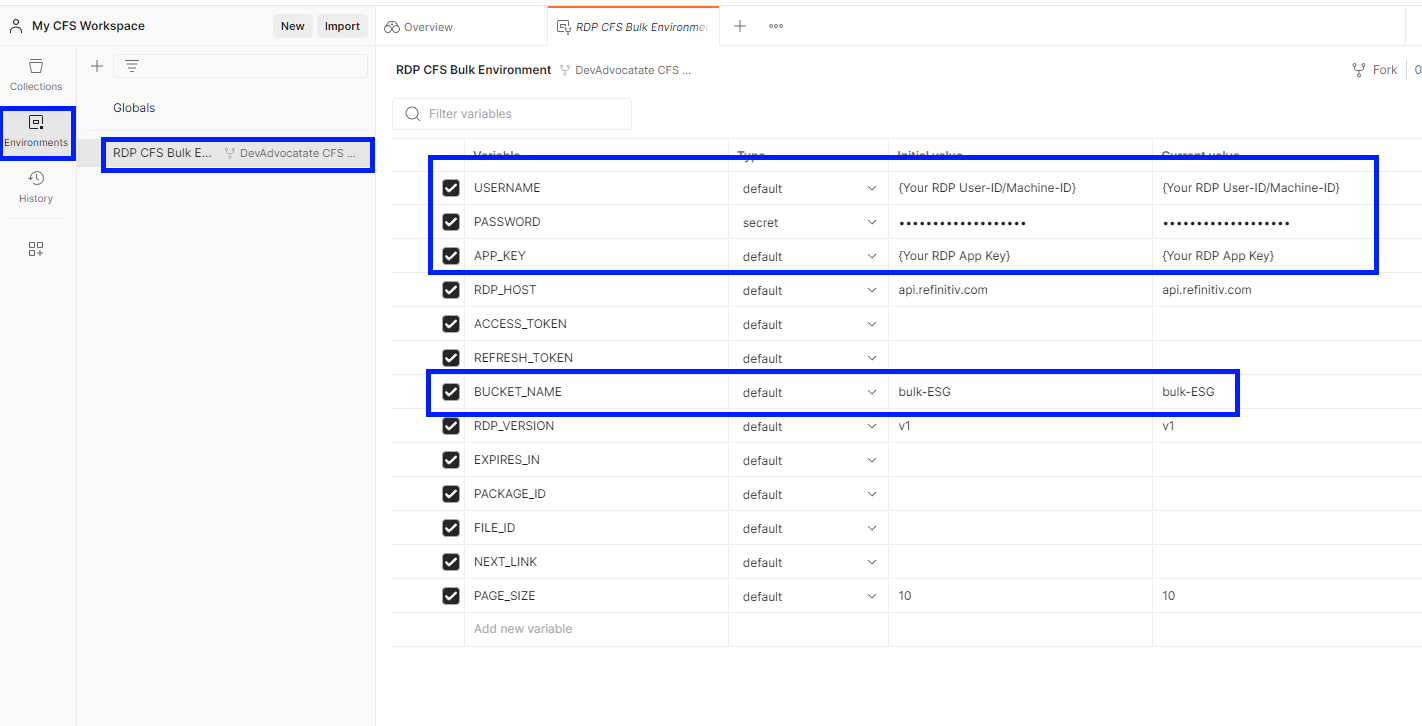 My CFS Workspace
New
Import
Overview
RDP CFS Bulk Environmer
Collections
Environments
History
Globals
RDP CFS Bulk E... DevAdvocatate CFS ...
RDP CFS Bulk Environment DevAdvocatate CFS ...
Fork 0
Filter variables
Variable Type Initial value Current value
USERNAME default {Your RDP User-ID/Machine-ID} {Your RDP User-ID/Machine-ID}
PASSWORD secret ••••••••••••••••••• •••••••••••••••••••
APP_KEY default {Your RDP App Key} {Your RDP App Key}
RDP_HOST default api.refinitiv.com api.refinitiv.com
ACCESS_TOKEN default
REFRESH_TOKEN default
BUCKET_NAME default bulk-ESG bulk-ESG
RDP_VERSION default v1 v1
EXPIRES_IN default
PACKAGE_ID default
FILE_ID default
NEXT_LINK default
PAGE_SIZE default 10 10
Add new variable